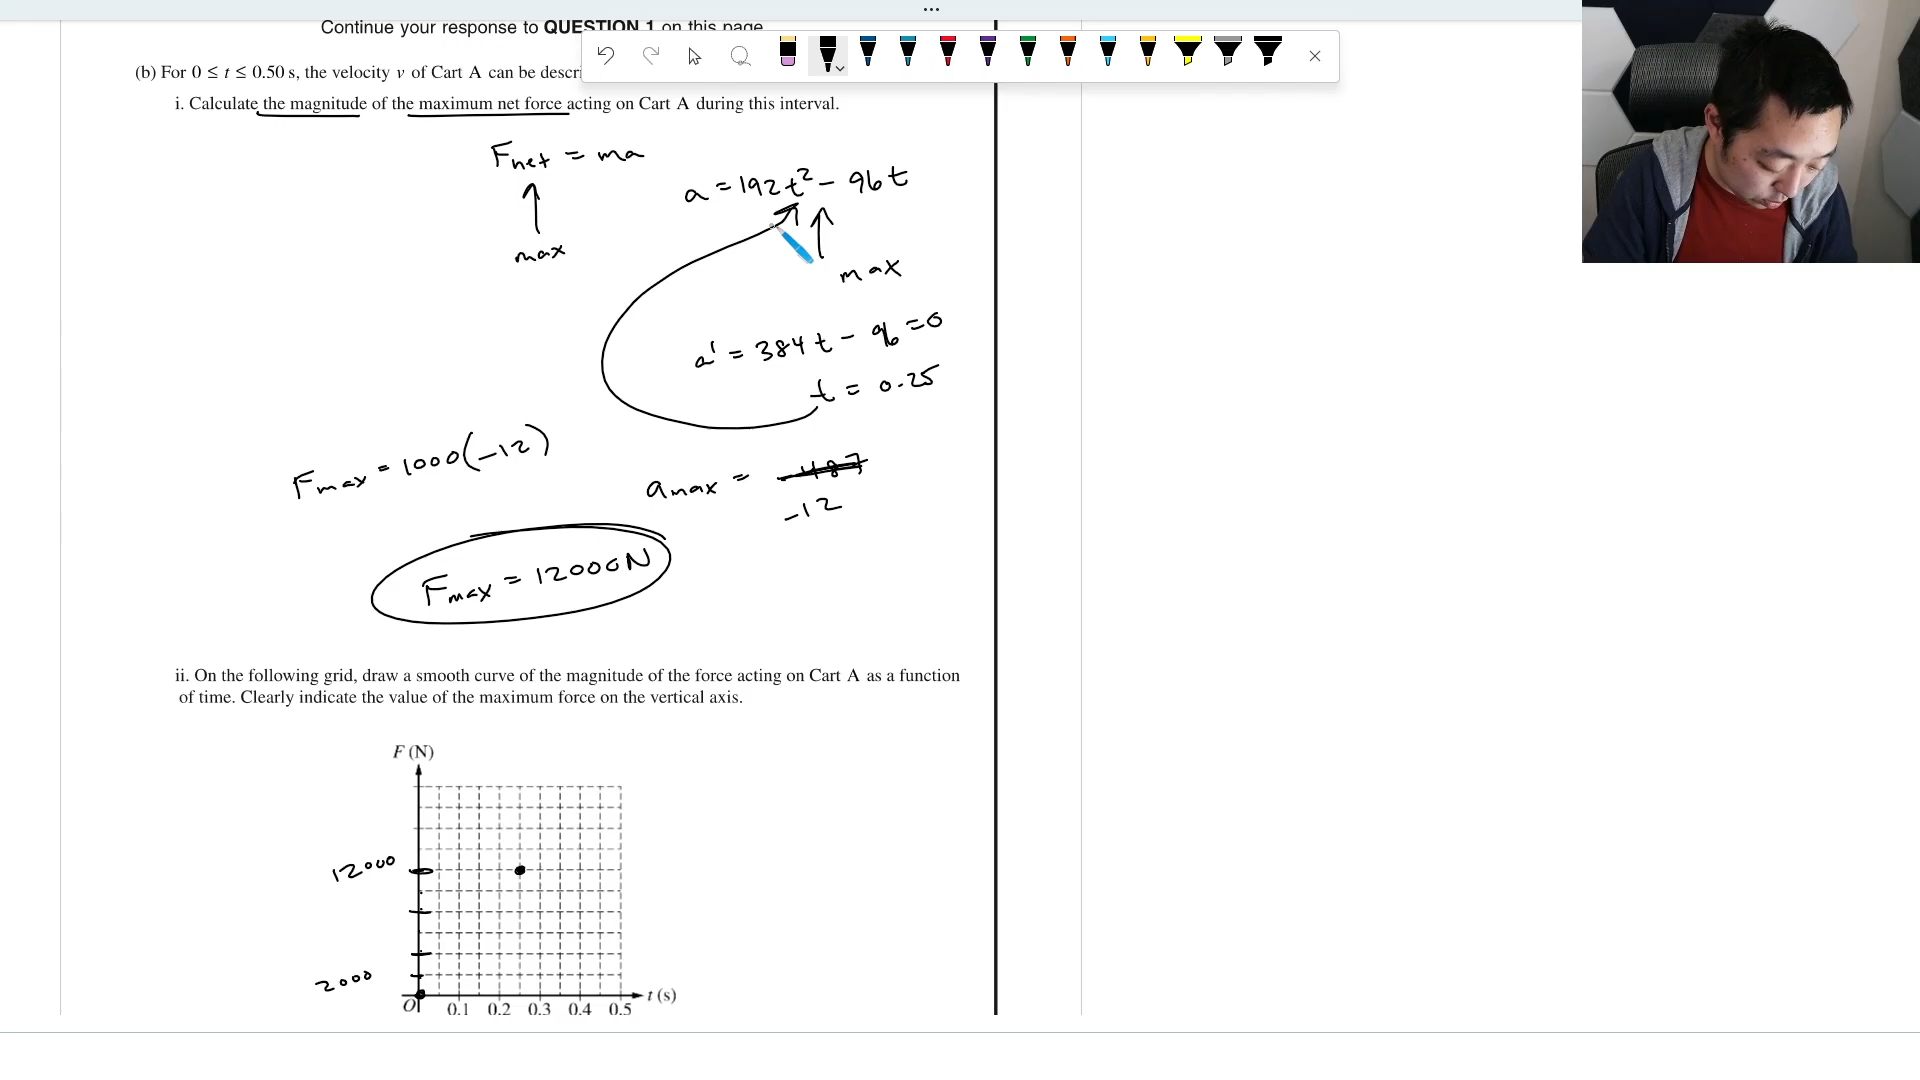 Continue your response to QUESTION 1 on this page
(b) For 0 ≤ t ≤ 0.50 s, the velocity v of Cart A can be descri
i. Calculate the magnitude of the maximum net force acting on Cart A during this interval.
Fnet = ma
max
a = 192t² - 96t
max
a' = 384t - 96 = 0
t = 0.25
Fmax = 1000(-12)
amax =
-12
Fmax = 12000N
ii. On the following grid, draw a smooth curve of the magnitude of the force acting on Cart A as a function
of time. Clearly indicate the value of the maximum force on the vertical axis.
F (N)
12000
2000
O 0.1 0.2 0.3 0.4 0.5 t (s)